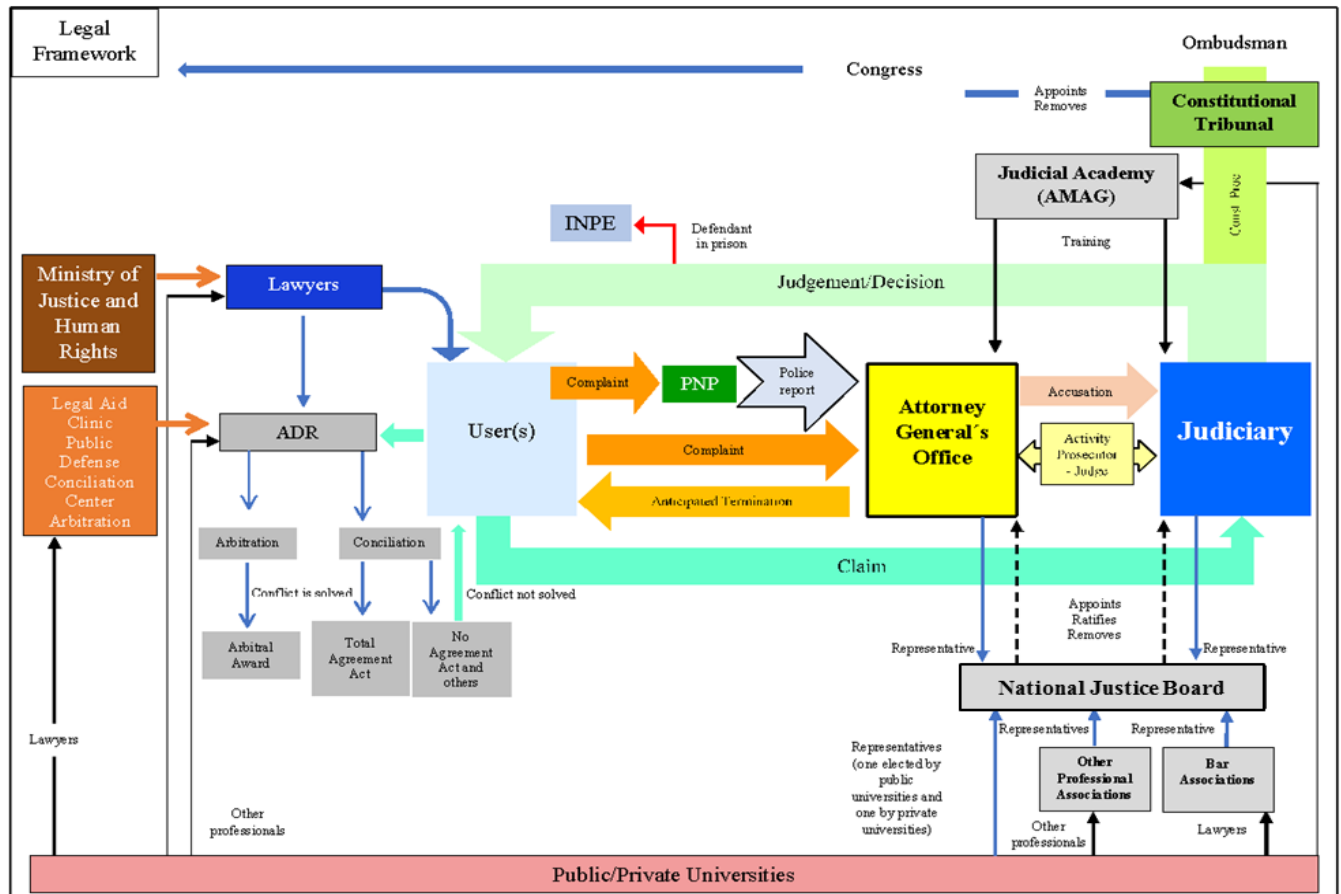 Legal
Framework
Ombudsman
Congress
Appoints
Removes
Constitutional
Tribunal
Judicial Academy
(AMAG)
Const Proc
INPE
Defendant
in prison
Training
Ministry of
Justice and
Human
Rights
Lawyers
Judgement/Decision
Legal Aid
Clinic
Public
Defense
Conciliation
Center
Arbitration
ADR
User(s)
Complaint
PNP
Police
report
Attorney
General´s
Office
Accusation
Judiciary
Activity
Prosecutor
- Judge
Complaint
Anticipated Termination
Arbitration
Conciliation
Claim
Conflict is solved
Conflict not solved
Arbitral
Award
Total
Agreement
Act
No
Agreement
Act and
others
Appoints
Ratifies
Removes
Representative
Representative
National Justice Board
Representatives
Representative
Representatives
(one elected by
public
universities and
one by private
universities)
Other
Professional
Associations
Bar
Associations
Lawyers
Other
professionals
Other
professionals
Lawyers
Public/Private Universities